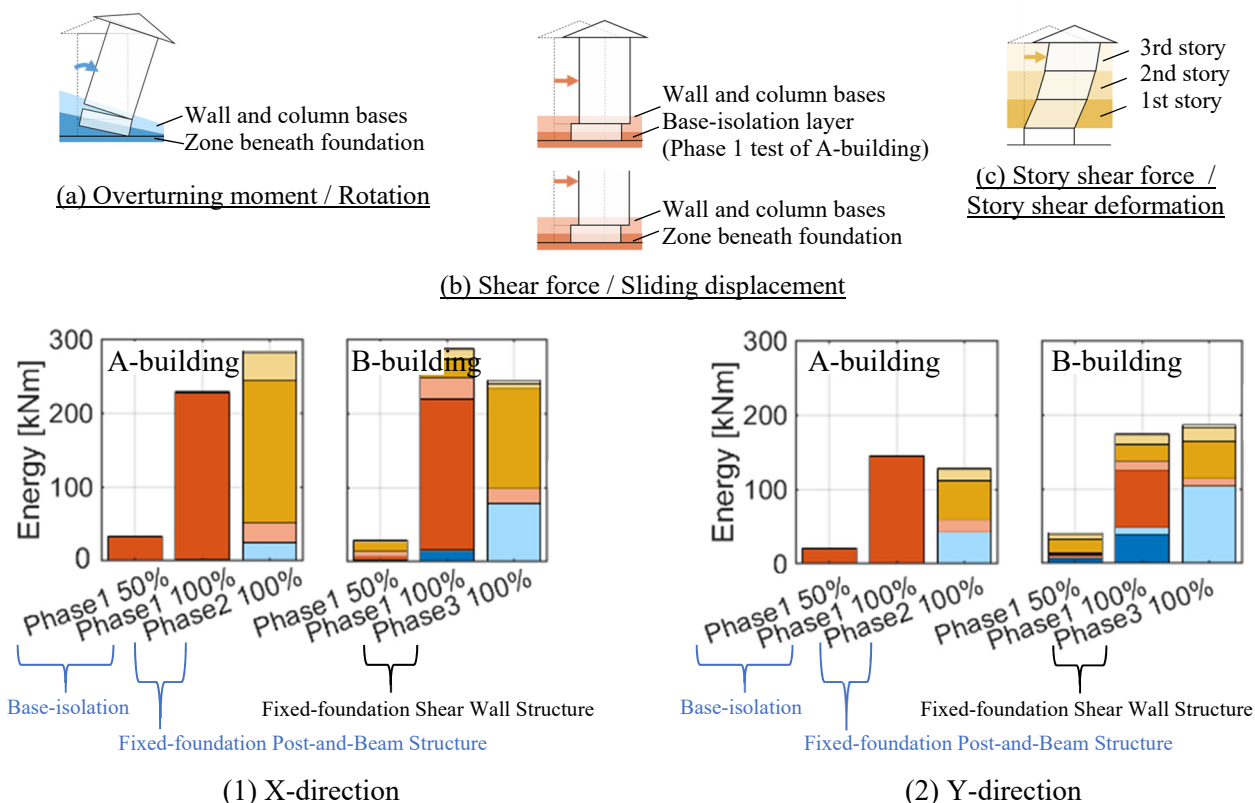 Wall and column bases
Zone beneath foundation
(a) Overturning moment / Rotation
Wall and column bases
Base-isolation layer
(Phase 1 test of A-building)
Wall and column bases
Zone beneath foundation
(b) Shear force / Sliding displacement
3rd story
2nd story
1st story
(c) Story shear force /
Story shear deformation
Energy [kNm]
300
200
100
0
A-building
B-building
Phase1 50%
Phase1 100%
Phase2 100%
Phase1 50%
Phase1 100%
Phase3 100%
Base-isolation
Fixed-foundation Post-and-Beam Structure
Fixed-foundation Shear Wall Structure
(1) X-direction
Energy [kNm]
300
200
100
0
A-building
B-building
Phase1 50%
Phase1 100%
Phase2 100%
Phase1 50%
Phase1 100%
Phase3 100%
Base-isolation
Fixed-foundation Post-and-Beam Structure
Fixed-foundation Shear Wall Structure
(2) Y-direction